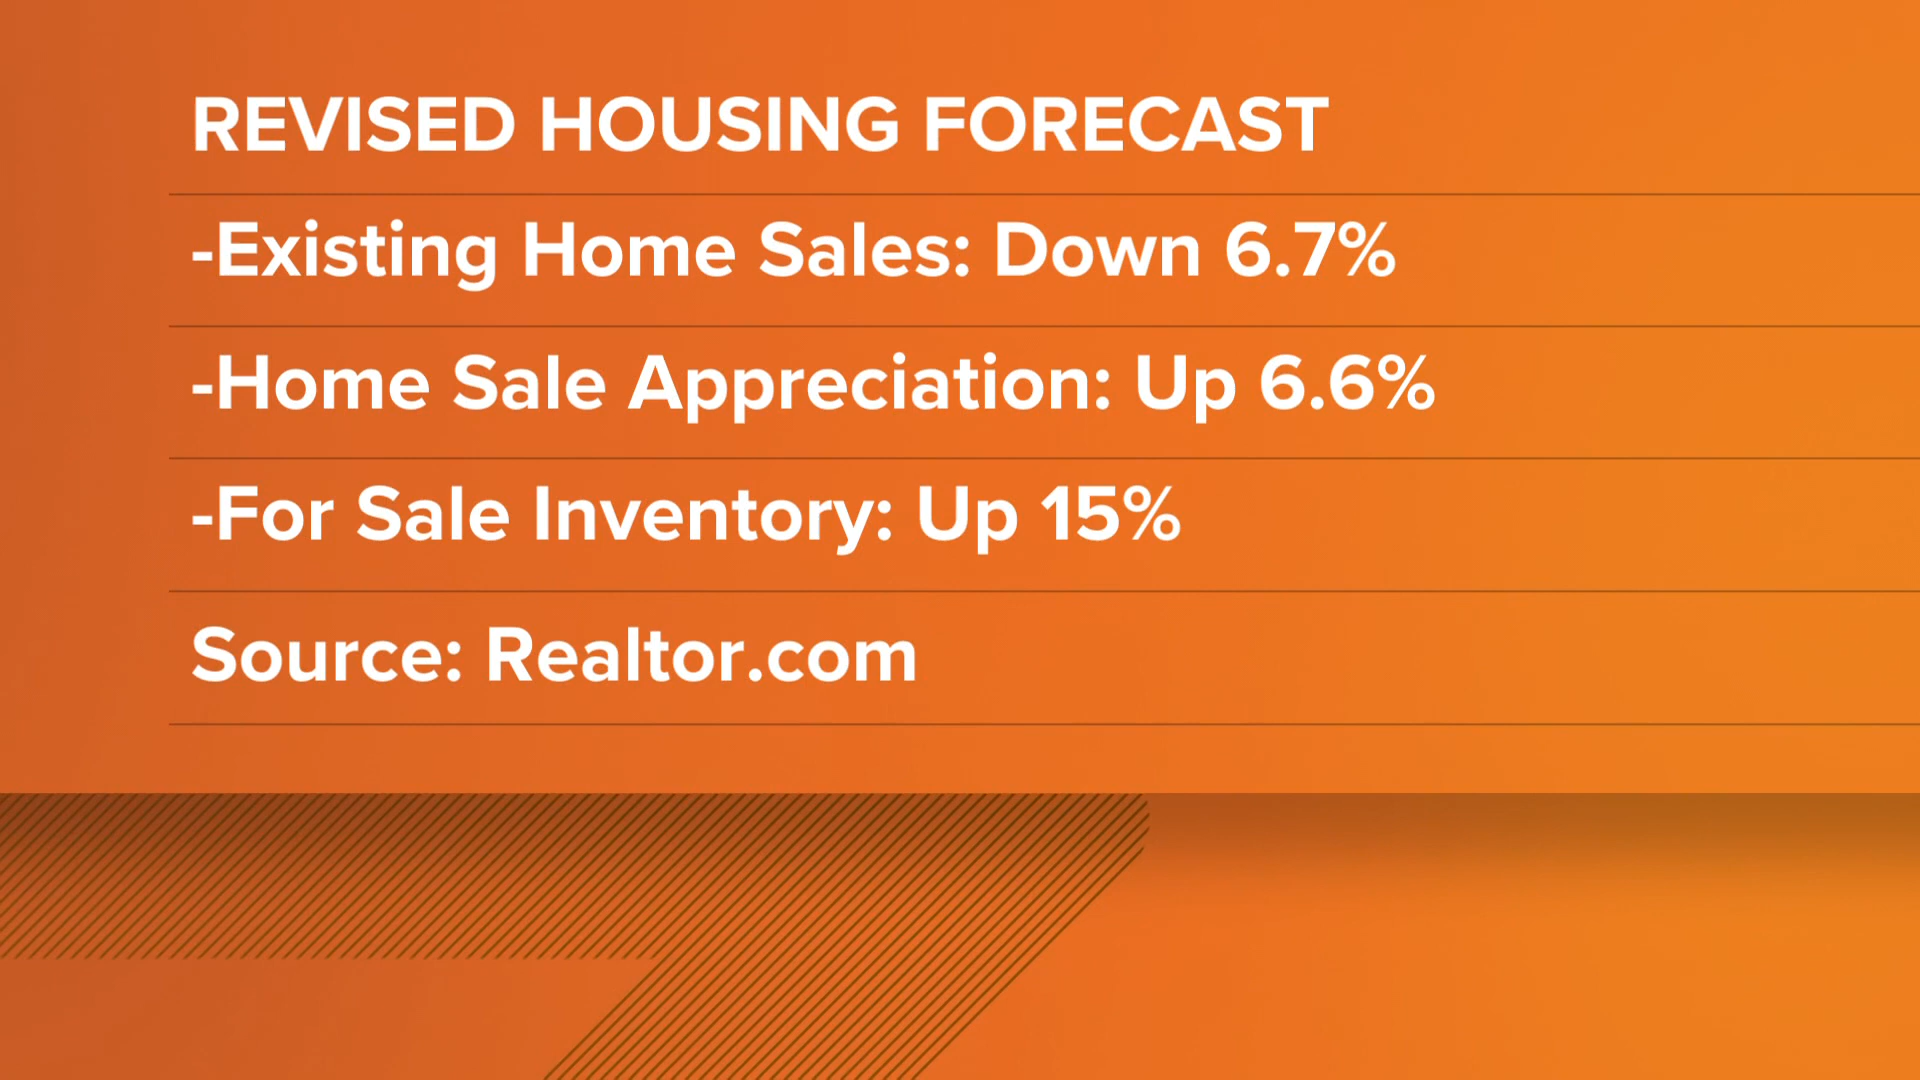 REVISED HOUSING FORECAST
-Existing Home Sales: Down 6.7%
-Home Sale Appreciation: Up 6.6%
-For Sale Inventory: Up 15%
Source: Realtor.com